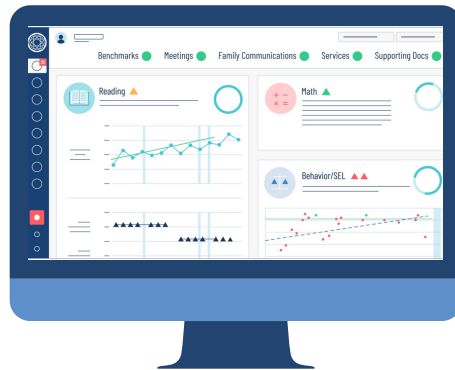 Benchmarks Meetings Family Communications Services Supporting Docs
Reading
Math
Behavior/SEL